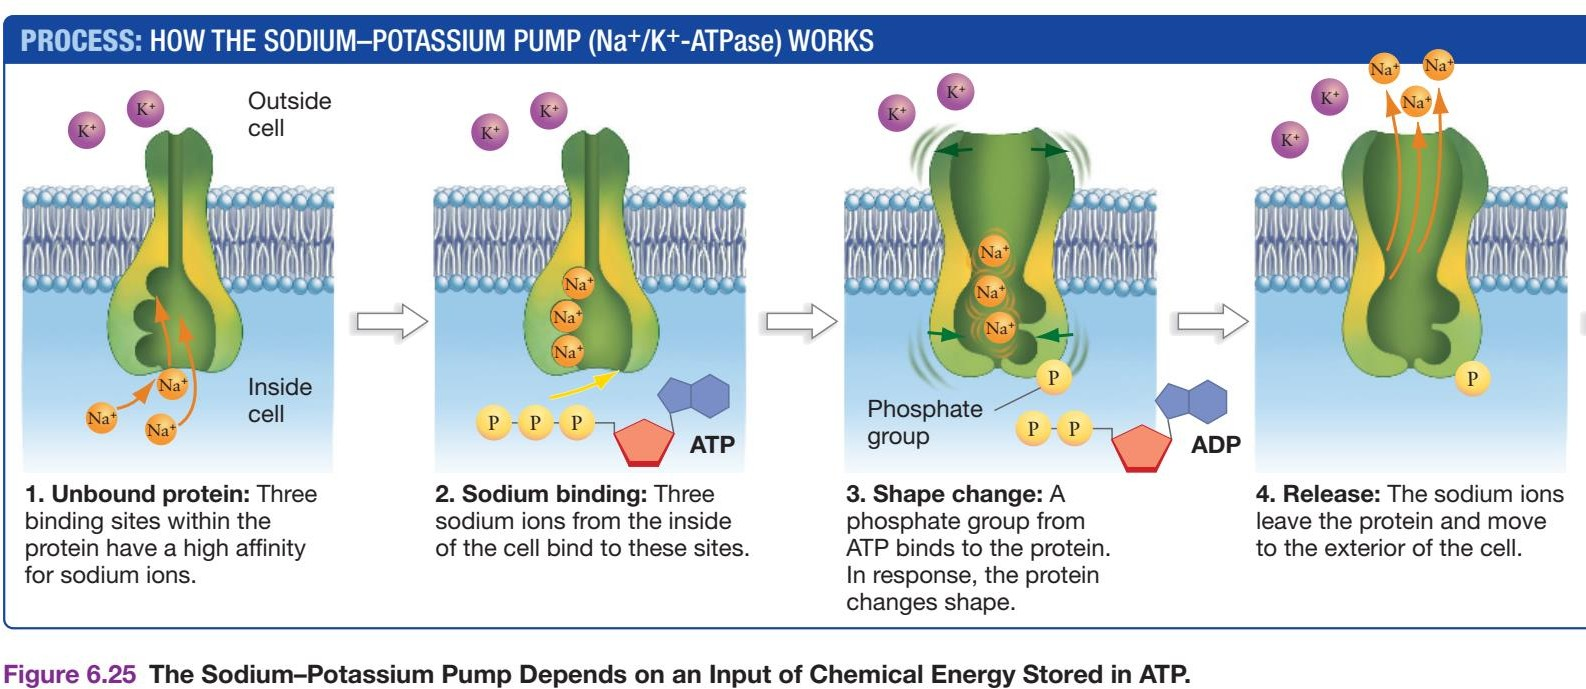 PROCESS: HOW THE SODIUM–POTASSIUM PUMP (Na+/K+-ATPase) WORKS
K+
K+
Outside
cell
Na+
Na+
Na+
Inside
cell
1. Unbound protein: Three
binding sites within the
protein have a high affinity
for sodium ions.
K+
K+
Na+
Na+
Na+
P
P
P
ATP
2. Sodium binding: Three
sodium ions from the inside
of the cell bind to these sites.
K+
K+
Na+
Na+
Na+
P
Phosphate
group
P
P
ADP
3. Shape change: A
phosphate group from
ATP binds to the protein.
In response, the protein
changes shape.
Na+
Na+
Na+
K+
K+
P
4. Release: The sodium ions
leave the protein and move
to the exterior of the cell.
Figure 6.25 The Sodium–Potassium Pump Depends on an Input of Chemical Energy Stored in ATP.